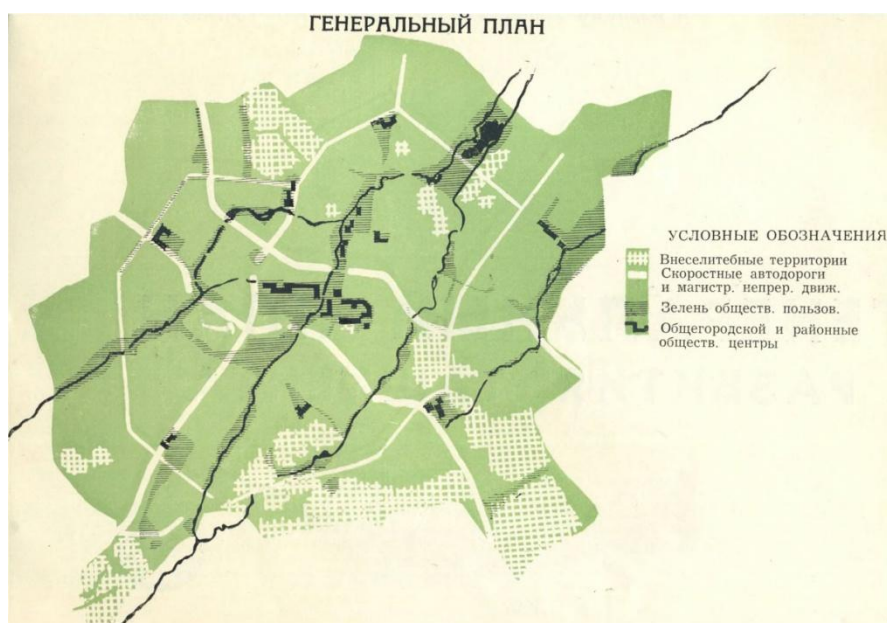 ГЕНЕРАЛЬНЫЙ ПЛАН
УСЛОВНЫЕ ОБОЗНАЧЕНИЯ
Внеселитебные территории
Скоростные автодороги
и магистр. непрер. движ.
Зелень обществ. пользов.
Общегородской и районные
обществ. центры